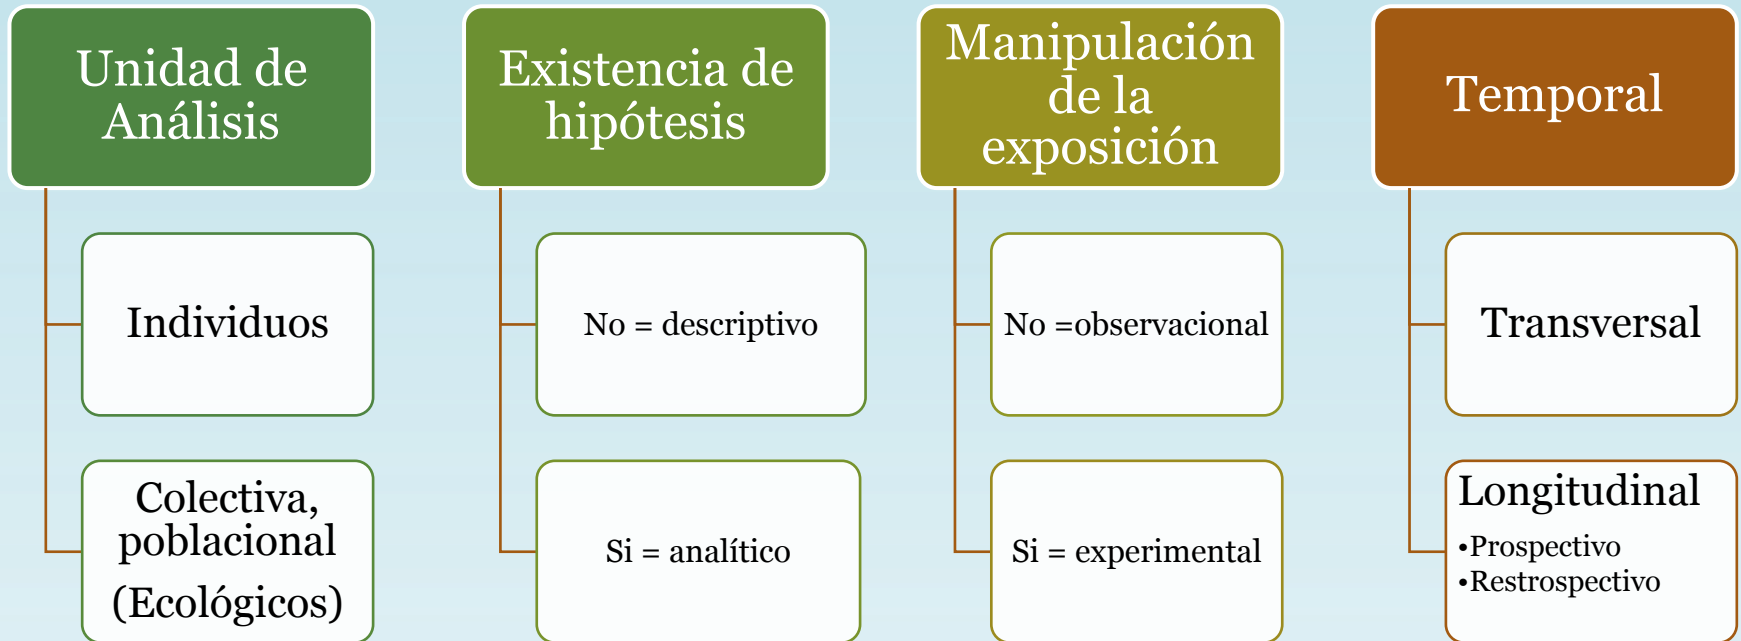 Unidad de
Análisis
Individuos
Colectiva,
poblacional
(Ecológicos)
Existencia de
hipótesis
No = descriptivo
Si = analítico
Manipulación
de la
exposición
No =observacional
Si = experimental
Temporal
Transversal
Longitudinal
•Prospectivo
•Restrospectivo